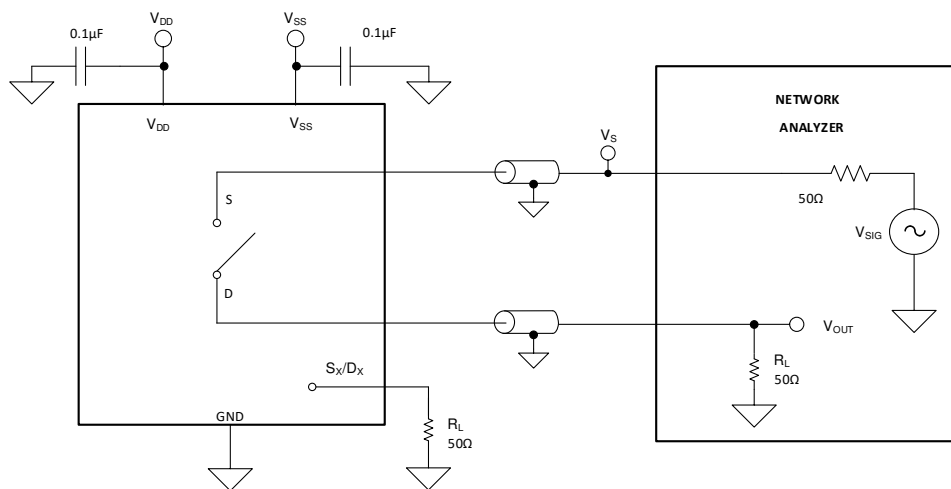 V_DD
V_SS
0.1µF
0.1µF
V_DD
V_SS
NETWORK
ANALYZER
V_S
S
50Ω
V_SIG
D
V_OUT
S_X/D_X
R_L
50Ω
GND
R_L
50Ω